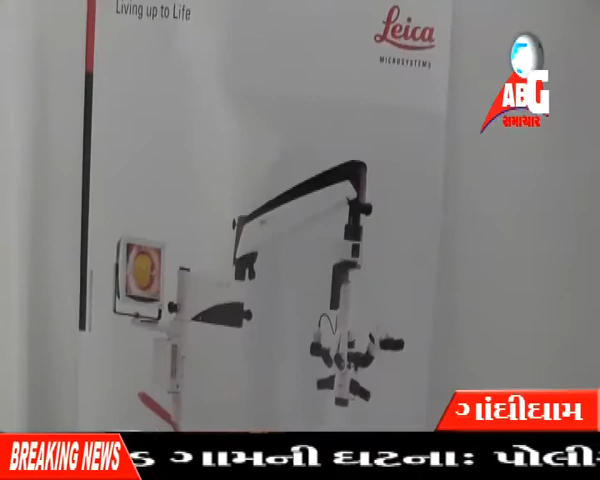 Living up to Life
Leica
MICROSYSTEMS
ABG
સમાચાર
ગાંધીધામ
BREAKING NEWS
ગામની ઘટનાઃ